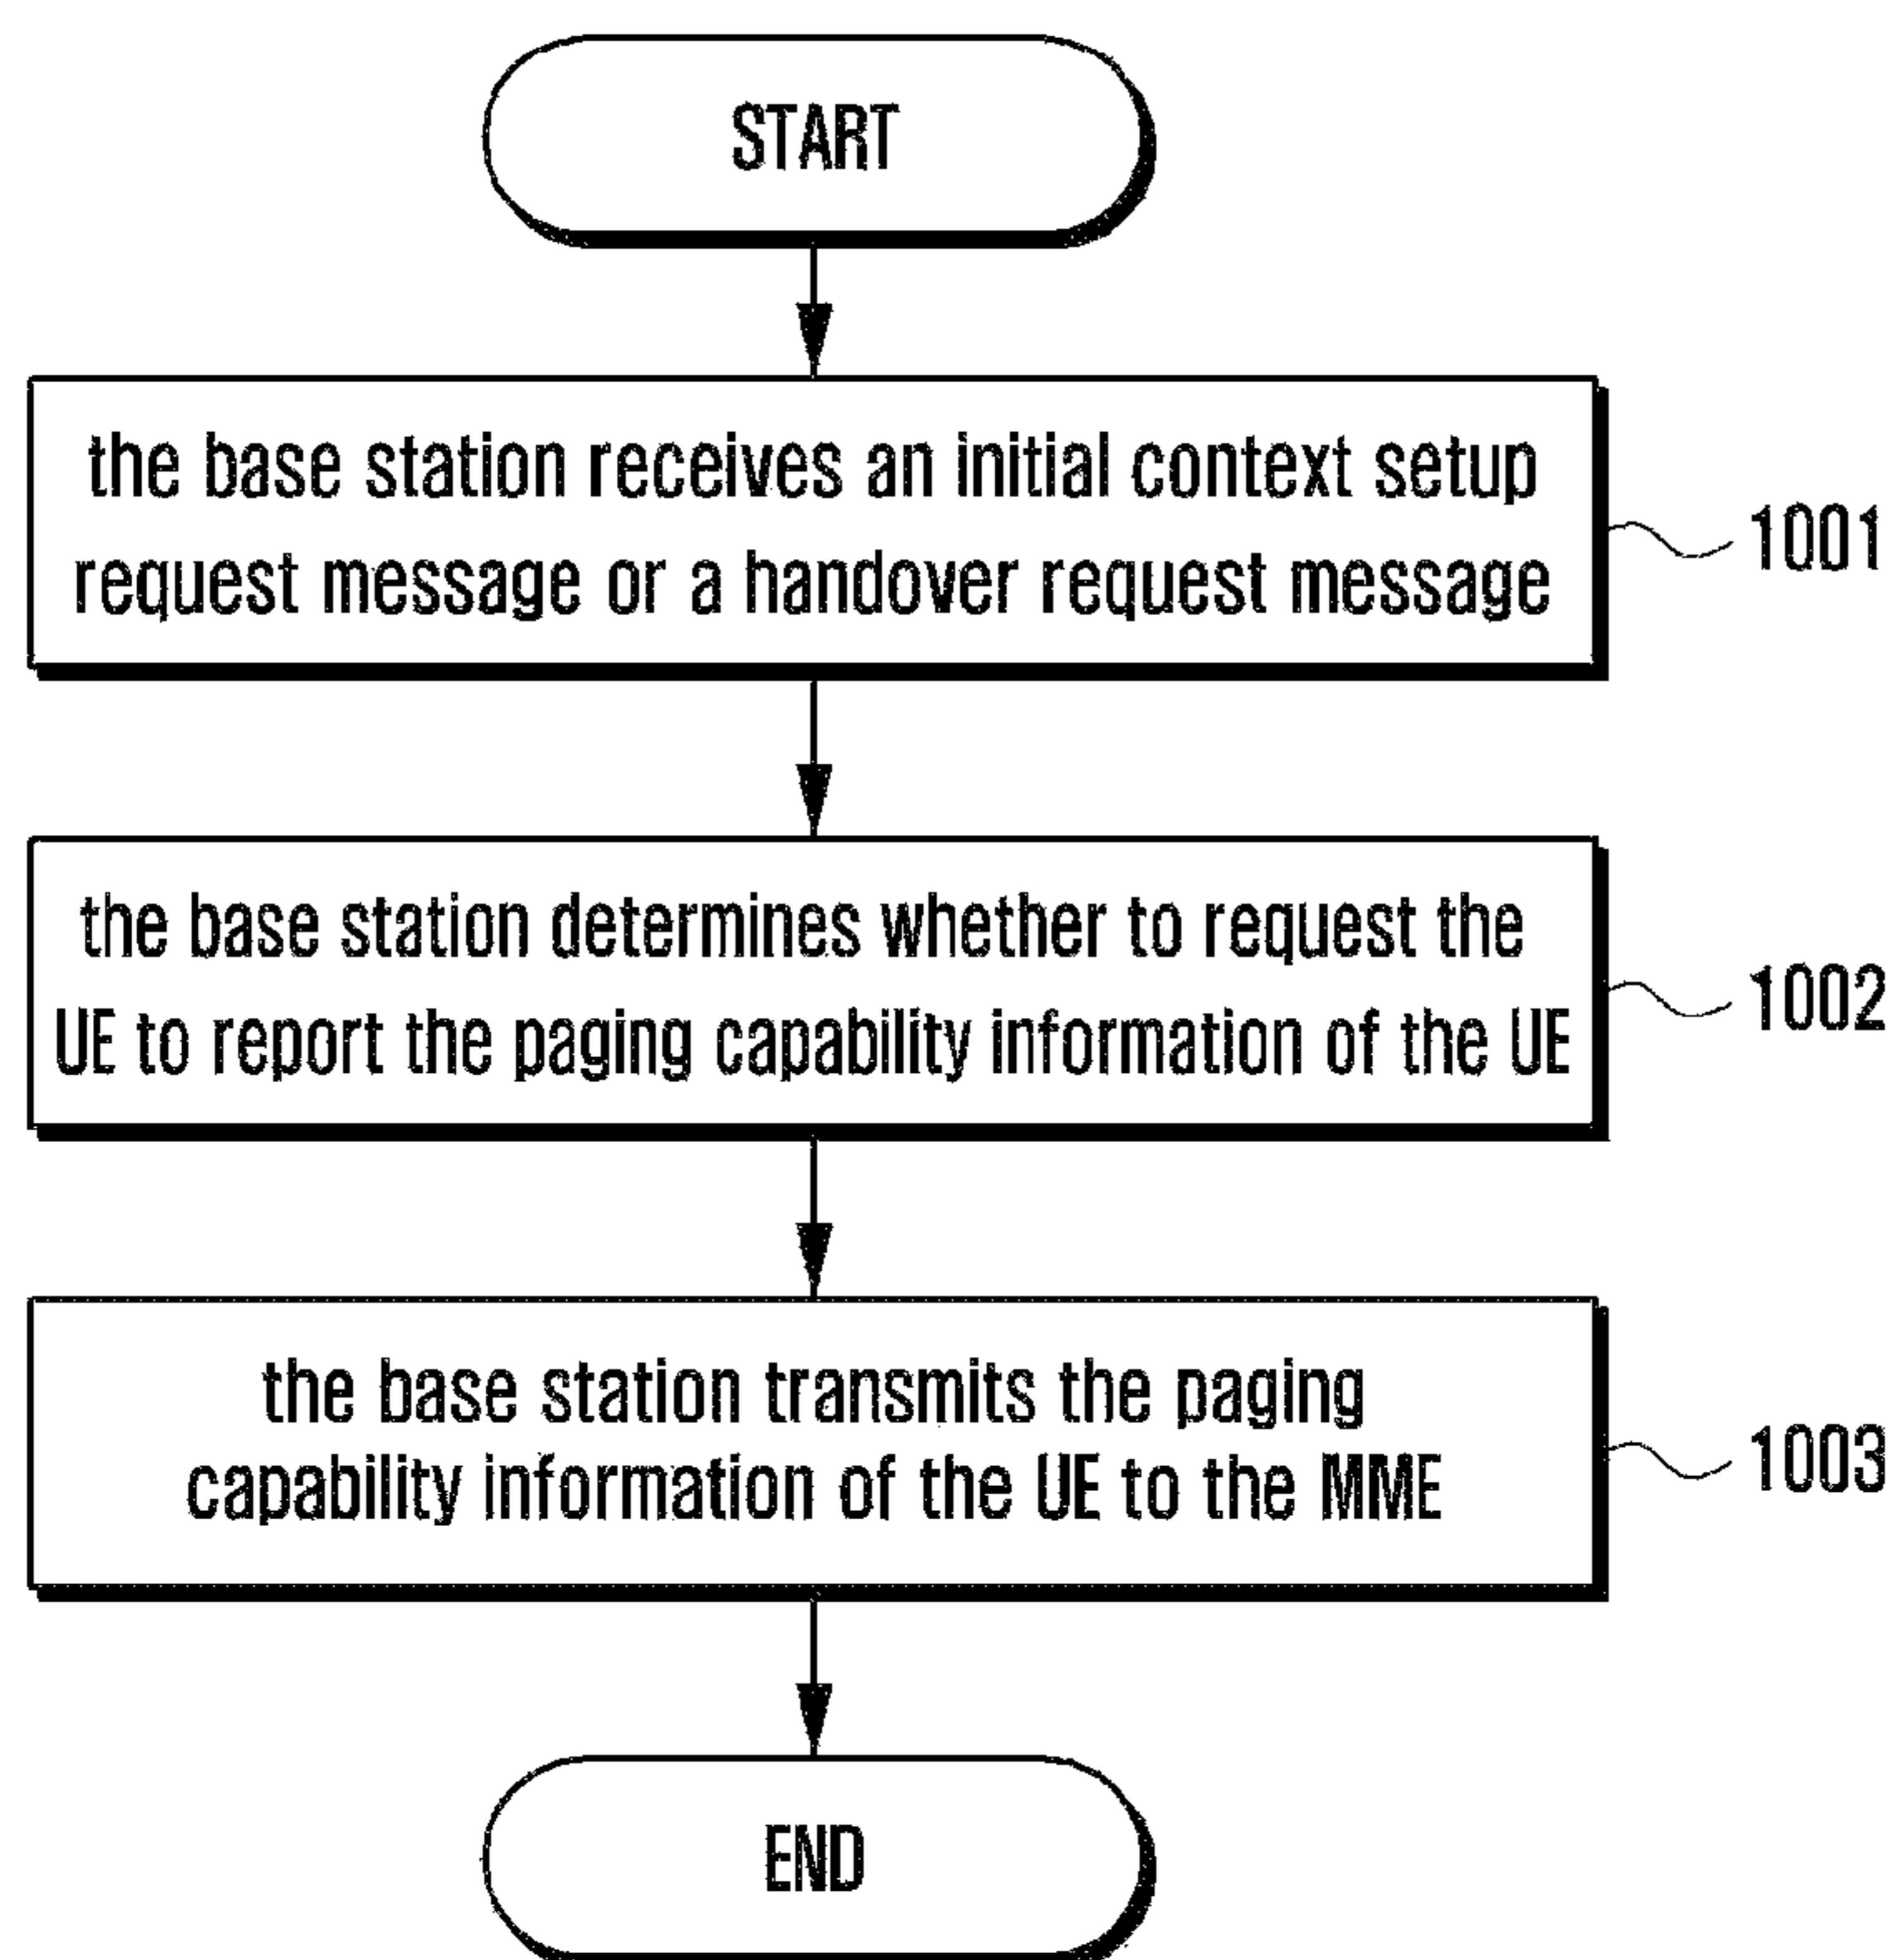 START
the base station receives an initial context setup
request message or a handover request message
1001
the base station determines whether to request the
UE to report the paging capability information of the UE
1002
the base station transmits the paging
capability information of the UE to the MME
1003
END